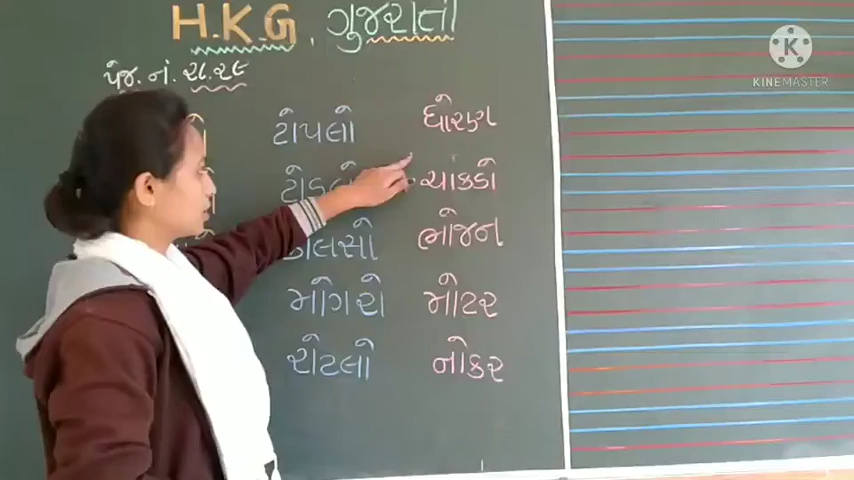 H.K.G. ગુજરાતી
પેજ. નં. ૨૮.૨૯
ટોપલો ધોરણ
ચાકડો
ભોજન
મોગરો મોટર
રોટલો નોકર
KINEMASTER